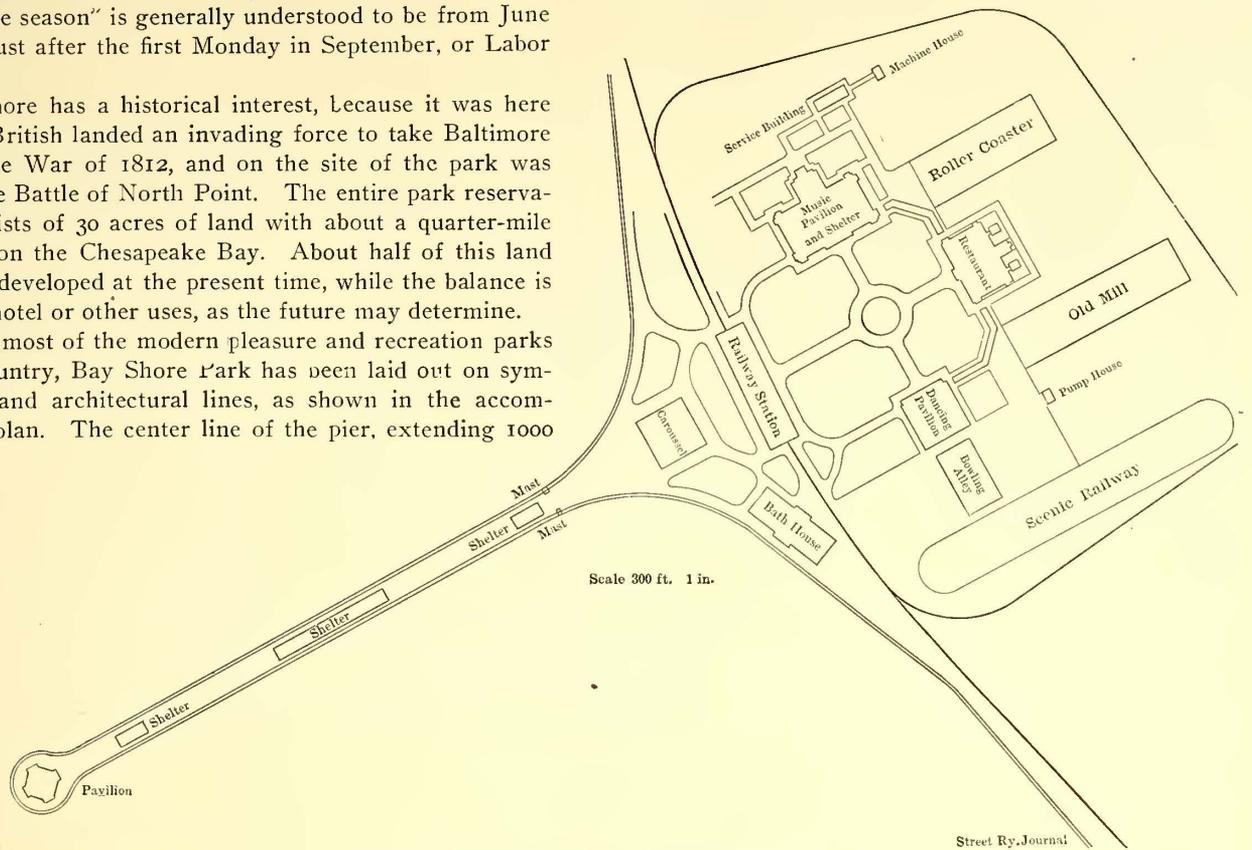 e season" is generally understood to be from June
ust after the first Monday in September, or Labor
ore has a historical interest, because it was here
British landed an invading force to take Baltimore
e War of 1812, and on the site of the park was
e Battle of North Point. The entire park reserva-
ists of 30 acres of land with about a quarter-mile
on the Chesapeake Bay. About half of this land
developed at the present time, while the balance is
otel or other uses, as the future may determine.
most of the modern pleasure and recreation parks
untry, Bay Shore Park has been laid out on sym-
and architectural lines, as shown in the accom-
lan. The center line of the pier, extending 1000
Machine House
Service Building
Roller Coaster
Music
Pavilion
and Shelter
Restaurant
Old Mill
Railway Station
Pump House
Dancing
Pavilion
Caroussel
Bowling
Alley
Scenic Railway
Mast
Shelter
Mast
Bath House
Scale 300 ft. 1 in.
Shelter
Shelter
Pavilion
Street Ry. Journal